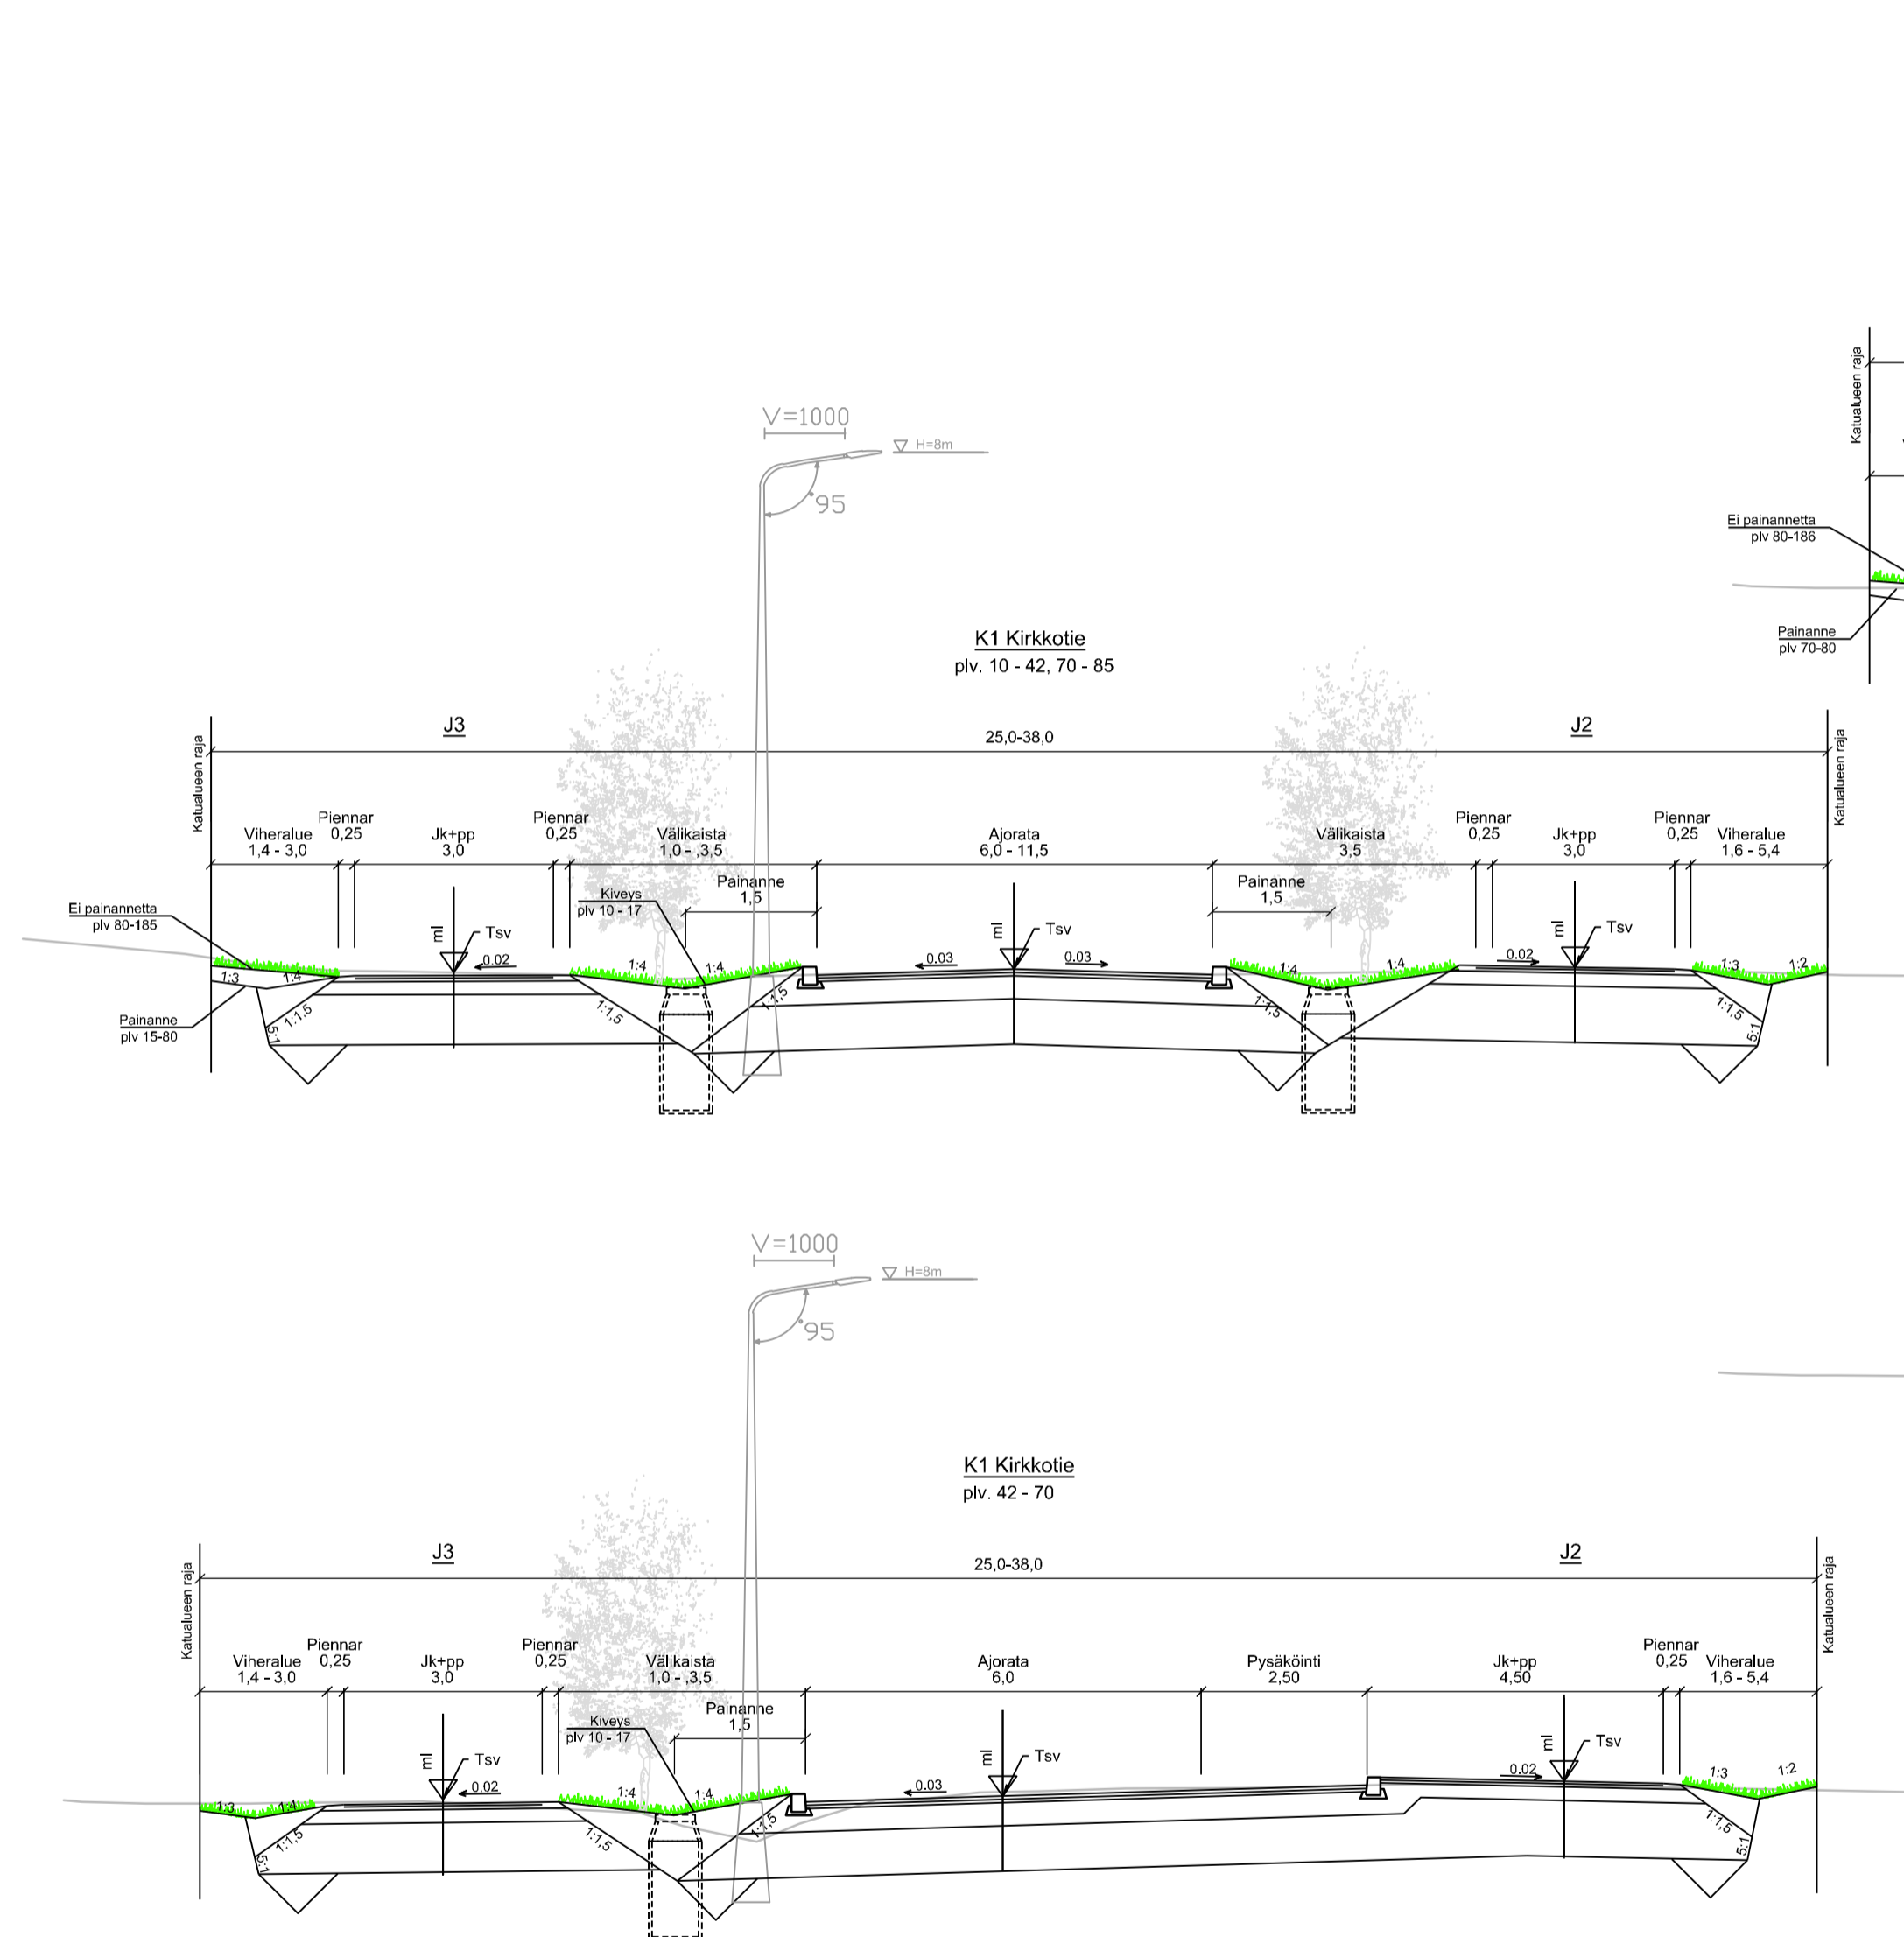 V=1000
H=8m
°95
Katualueen raja
Ei painannetta
plv 80-186
Painanne
plv 70-80
K1 Kirkkotie
plv. 10 - 42, 70 - 85
J3
25,0-38,0
J2
Katualueen raja
Katualueen raja
Viheralue
1,4 - 3,0
Piennar
0,25
Jk+pp
3,0
Piennar
0,25
Välikaista
1,0- ,3,5
Ajorata
6,0 - 11,5
Välikaista
3,5
Piennar
0,25
Jk+pp
3,0
Piennar
0,25
Viheralue
1,6 - 5,4
Kiveys
plv 10 - 17
Painanne
1,5
Painanne
1,5
Ei painannetta
plv 80-185
Painanne
plv 15-80
ml
Tsv
0.02
ml
Tsv
0.03
0.03
ml
Tsv
0.02
1:3
1:4
1:4
1:4
1:4
1:4
1:3
1:2
5:1
1:1,5
1:1,5
1:1,5
1:1,5
1:1,5
5:1
V=1000
H=8m
°95
K1 Kirkkotie
plv. 42 - 70
J3
25,0-38,0
J2
Katualueen raja
Katualueen raja
Viheralue
1,4 - 3,0
Piennar
0,25
Jk+pp
3,0
Piennar
0,25
Välikaista
1,0- ,3,5
Ajorata
6,0
Pysäköinti
2,50
Jk+pp
4,50
Piennar
0,25
Viheralue
1,6 - 5,4
Kiveys
plv 10 - 17
Painanne
1,5
ml
Tsv
0.02
ml
Tsv
0.03
ml
Tsv
0.02
1:3
1:4
1:4
1:4
1:3
1:2
5:1
1:1,5
1:1,5
1:1,5
1:1,5
5:1